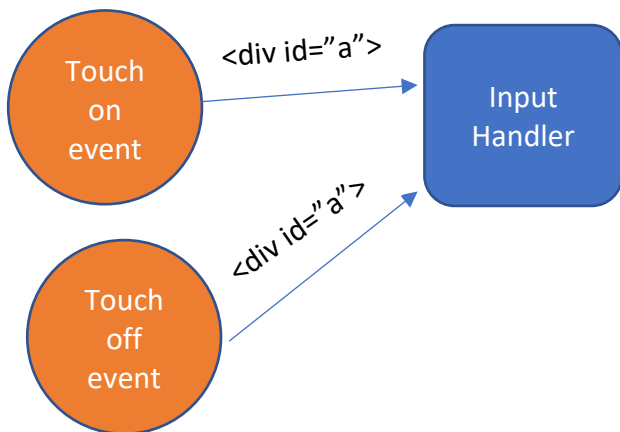 Touch
on
event
<div id=”a”>
Input
Handler
<div id=”a”>
Touch
off
event